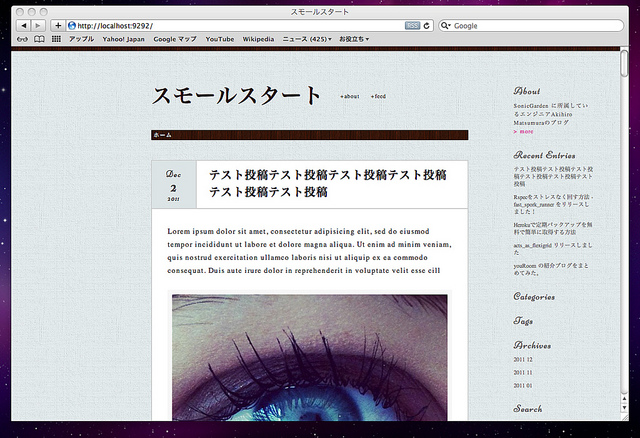 スモールスタート
http://localhost:9292/
RSS
Google
アップル Yahoo! Japan Google マップ YouTube Wikipedia ニュース (425)▾ お役立ち▾
スモールスタート
+about +feed
ホーム
Dec
2
2011
テスト投稿テスト投稿テスト投稿テスト投稿
テスト投稿テスト投稿
Lorem ipsum dolor sit amet, consectetur adipisicing elit, sed do eiusmod
tempor incididunt ut labore et dolore magna aliqua. Ut enim ad minim veniam,
quis nostrud exercitation ullamco laboris nisi ut aliquip ex ea commodo
consequat. Duis aute irure dolor in reprehenderit in voluptate velit esse cill
About
SonicGarden に所属してい
るエンジニアAkihiro
Matsumuraのブログ
> more
Recent Entries
テスト投稿テスト投稿テスト投
稿テスト投稿テスト投稿テスト
投稿
Rspecをストレスなく回す方法 -
fast_spork_runner をリリースし
ました！
Herokuで定期バックアップを無
料で簡単に取得する方法
acts_as_flexigrid リリースしまし
た
youRoom の紹介ブログをまと
めてみた。
Categories
Tags
Archives
2011 12
2011 11
2011 01
Search